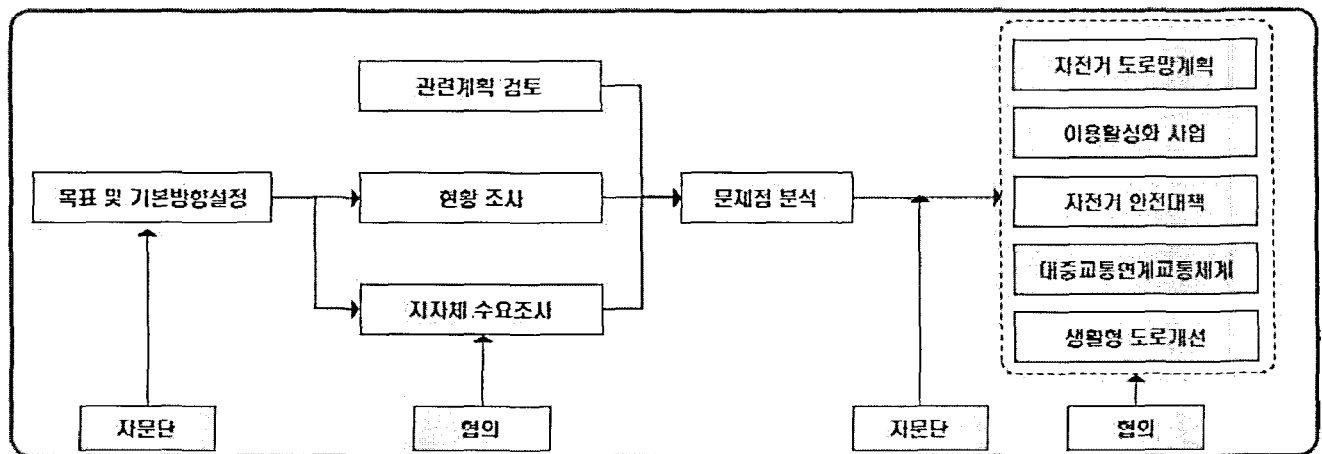 관련계획 검토
목표 및 기본방향설정
현황 조사
지자체 수요조사
문제점 분석
자전거 도로망계획
이용활성화 사업
자전거 안전대책
대중교통연계교통체계
생활형 도로개선
자문단
협의
자문단
협의